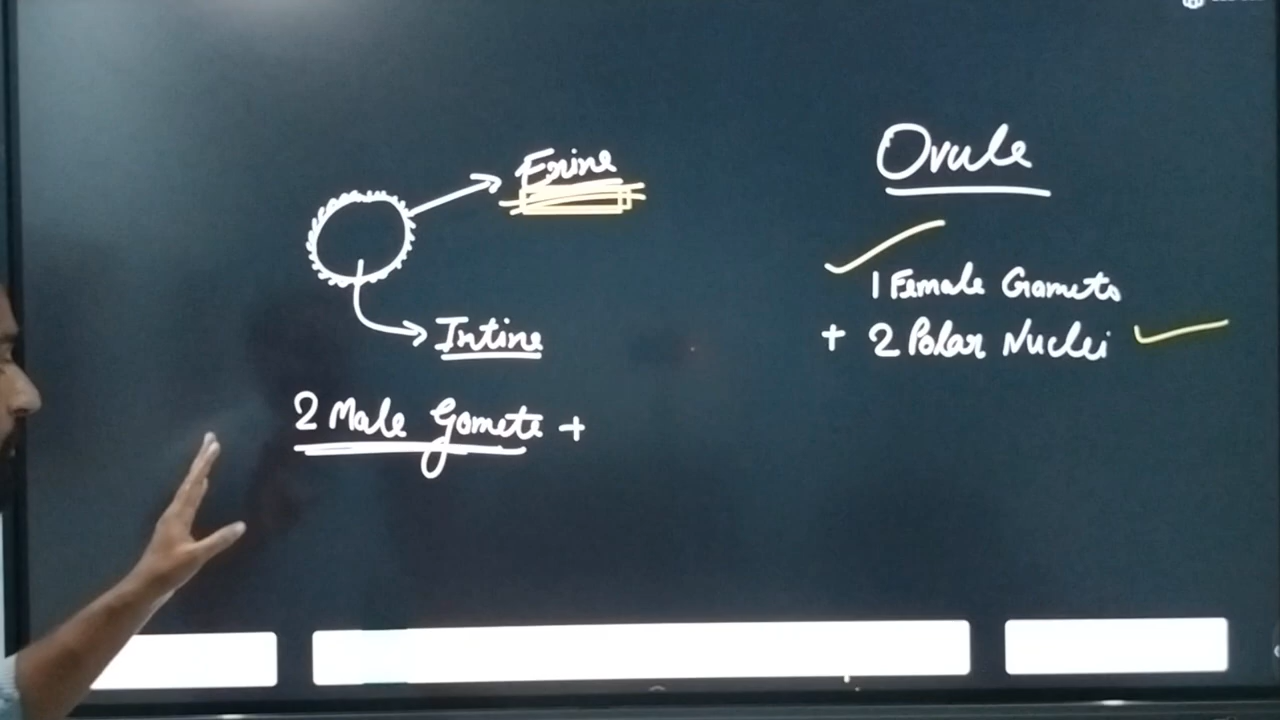 Exine
Intine
2 Male Gamete +
Ovule
1 Female Gamete
+ 2 Polar Nuclei